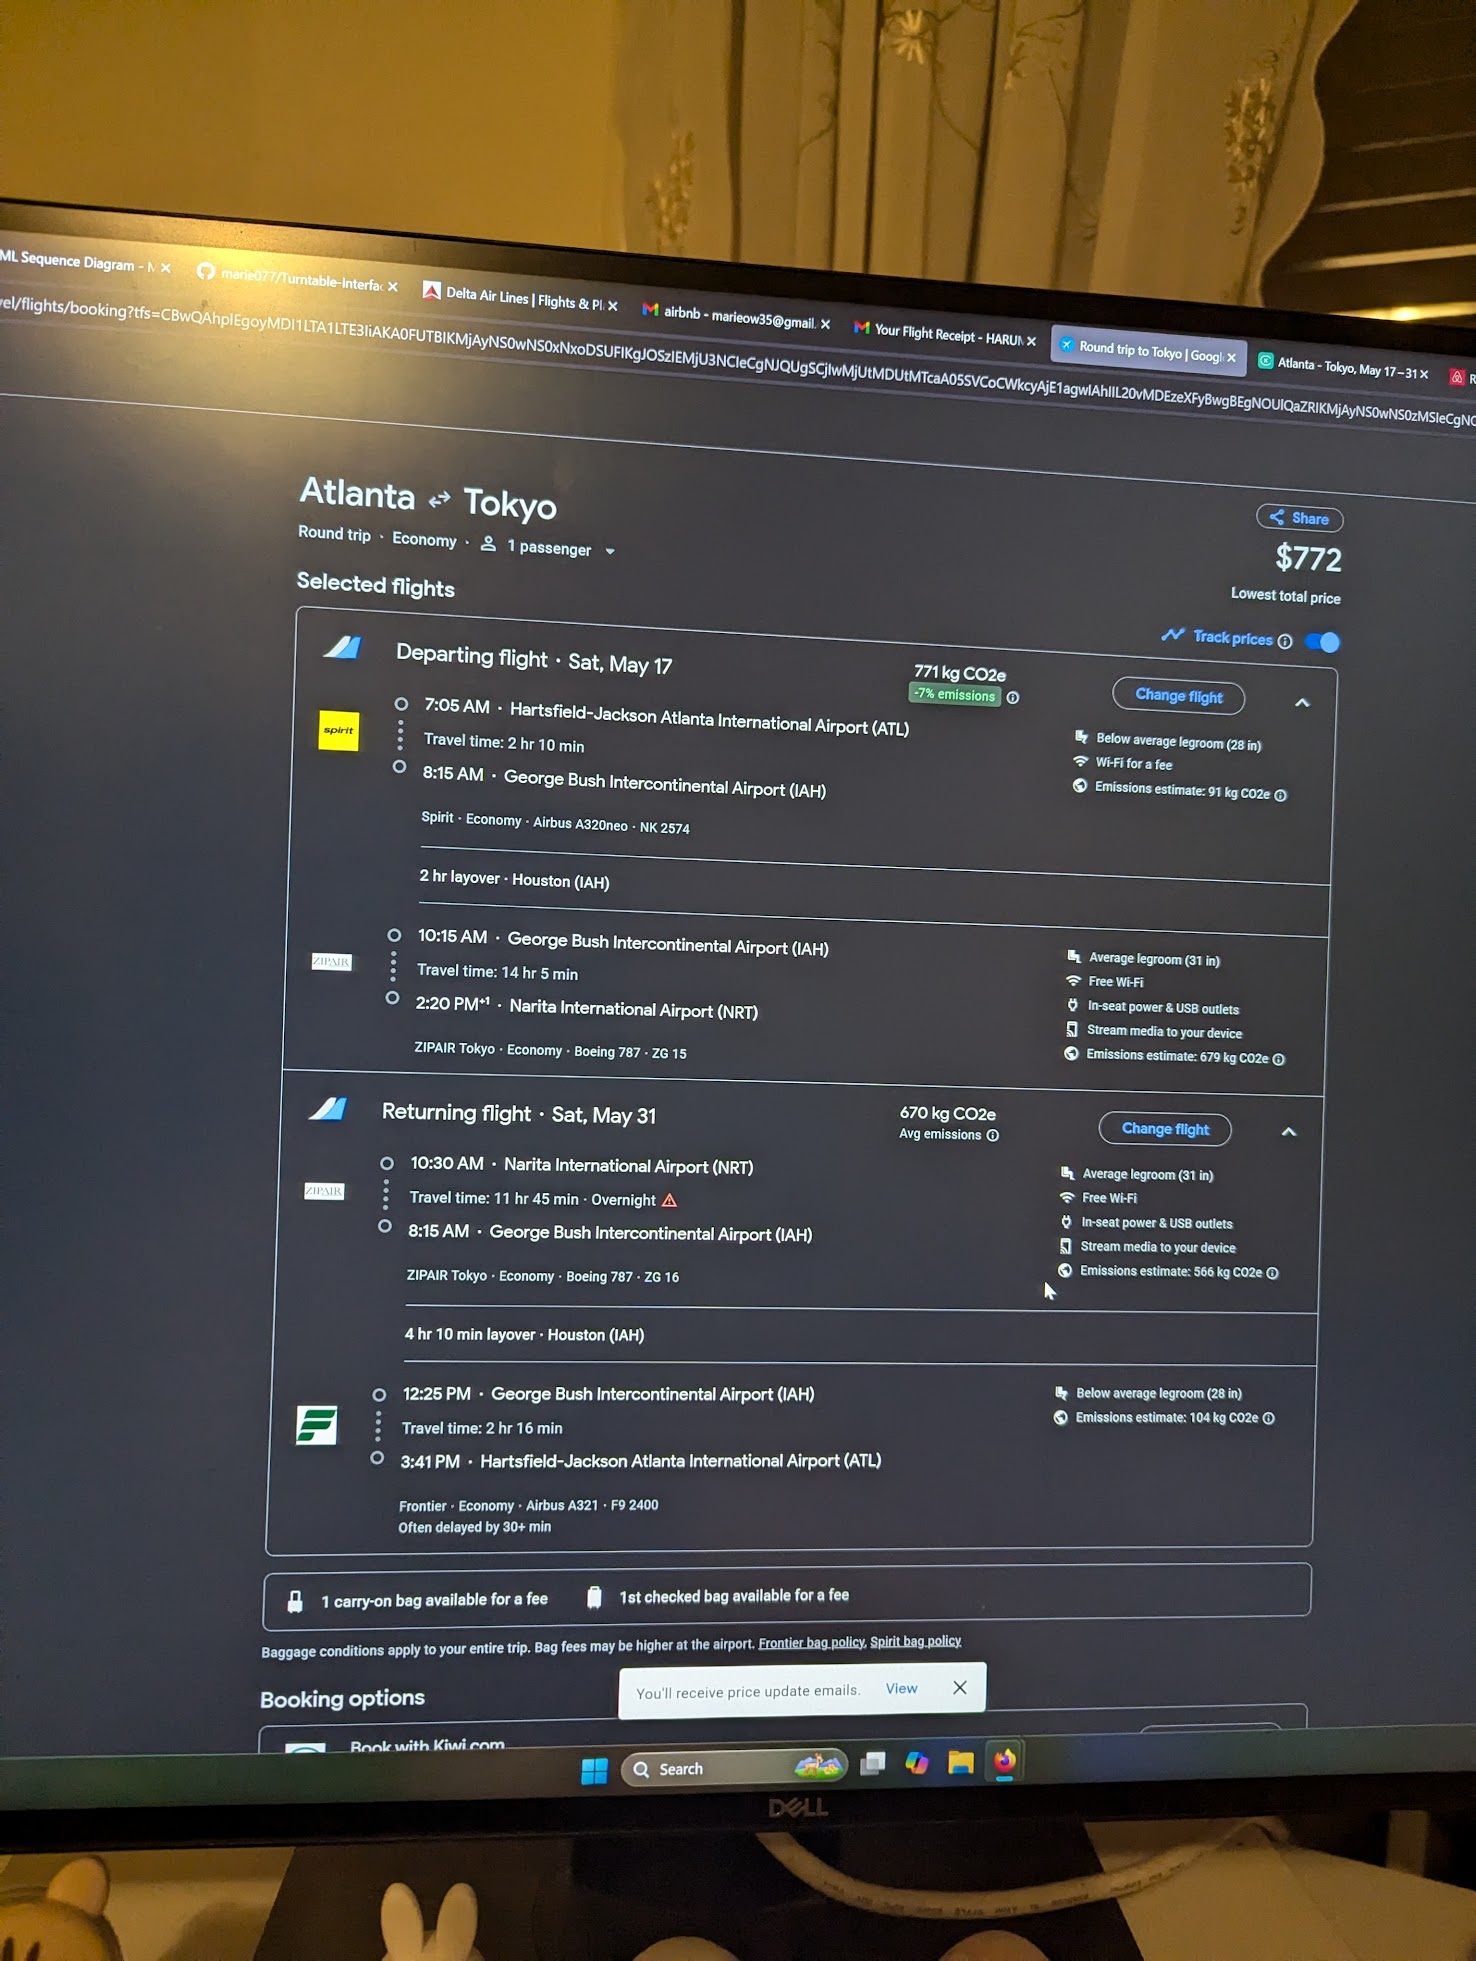 ML Sequence Diagram - M
marie077/Turntable-Interfa
Delta Air Lines | Flights & Pl
airbnb - marieow35@gmail.
Your Flight Receipt - HARUN
Round trip to Tokyo | Googl
Atlanta - Tokyo, May 17–31
Atlanta Tokyo
Share
Round trip · Economy · 1 passenger
$772
Lowest total price
Selected flights
Track prices
Departing flight · Sat, May 17
771 kg CO2e
-7% emissions
Change flight
spirit
7:05 AM · Hartsfield-Jackson Atlanta International Airport (ATL)
Travel time: 2 hr 10 min
8:15 AM · George Bush Intercontinental Airport (IAH)
Spirit · Economy · Airbus A320neo · NK 2574
Below average legroom (28 in)
Wi-Fi for a fee
Emissions estimate: 91 kg CO2e
2 hr layover · Houston (IAH)
ZIPAIR
10:15 AM · George Bush Intercontinental Airport (IAH)
Travel time: 14 hr 5 min
2:20 PM+1 · Narita International Airport (NRT)
ZIPAIR Tokyo · Economy · Boeing 787 · ZG 15
Average legroom (31 in)
Free Wi-Fi
In-seat power & USB outlets
Stream media to your device
Emissions estimate: 679 kg CO2e
Returning flight · Sat, May 31
670 kg CO2e
Avg emissions
Change flight
ZIPAIR
10:30 AM · Narita International Airport (NRT)
Travel time: 11 hr 45 min · Overnight
8:15 AM · George Bush Intercontinental Airport (IAH)
ZIPAIR Tokyo · Economy · Boeing 787 · ZG 16
Average legroom (31 in)
Free Wi-Fi
In-seat power & USB outlets
Stream media to your device
Emissions estimate: 566 kg CO2e
4 hr 10 min layover · Houston (IAH)
12:25 PM · George Bush Intercontinental Airport (IAH)
Travel time: 2 hr 16 min
3:41 PM · Hartsfield-Jackson Atlanta International Airport (ATL)
Frontier · Economy · Airbus A321 · F9 2400
Often delayed by 30+ min
Below average legroom (28 in)
Emissions estimate: 104 kg CO2e
1 carry-on bag available for a fee
1st checked bag available for a fee
Baggage conditions apply to your entire trip. Bag fees may be higher at the airport. Frontier bag policy, Spirit bag policy
You'll receive price update emails. View
Booking options
Book with Kiwi.com
Search
DELL